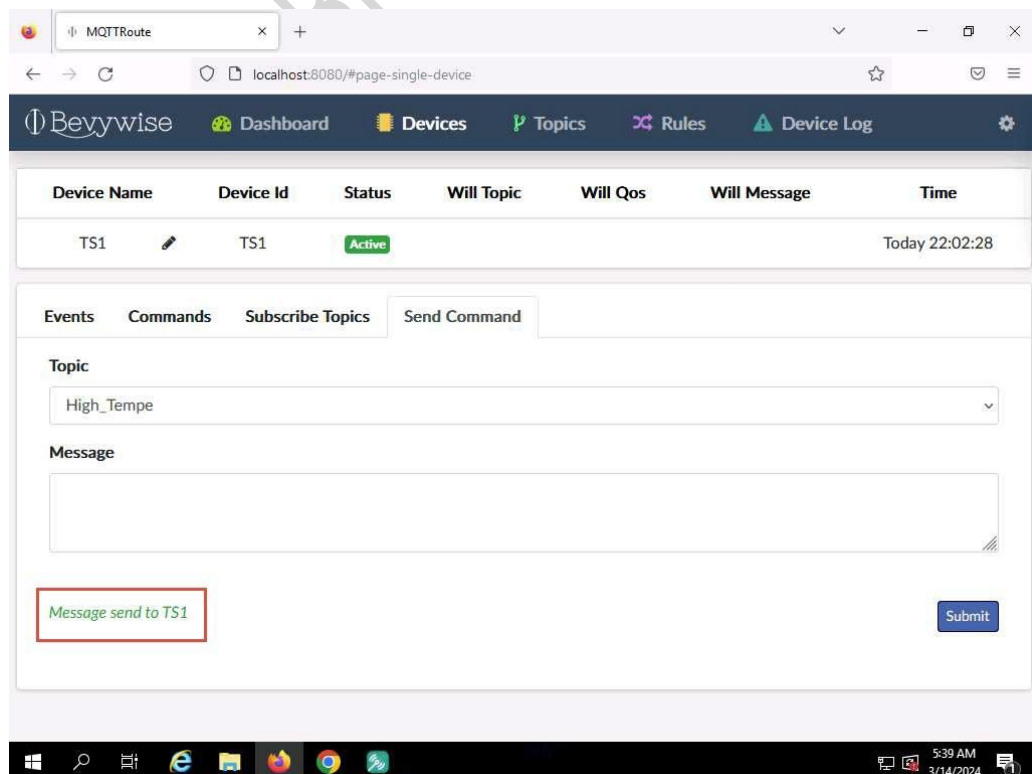 MQTTRoute
localhost:8080/#page-single-device
Bevywise Dashboard Devices Topics Rules Device Log
Device Name Device Id Status Will Topic Will Qos Will Message Time
TS1 TS1 Active Today 22:02:28
Events Commands Subscribe Topics Send Command
Topic
High_Tempe
Message
Message send to TS1
Submit
5:39 AM
3/14/2024
1